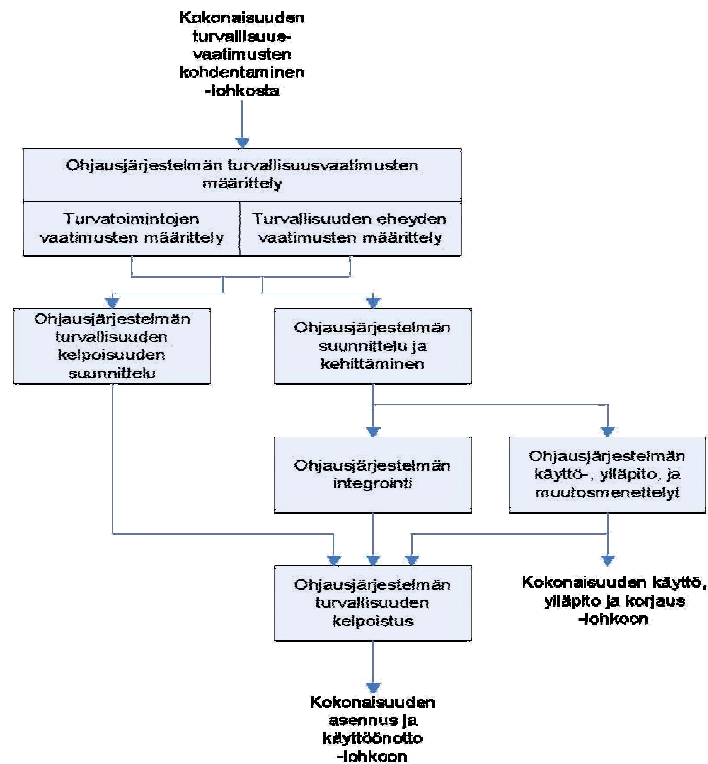 Kokonaisuuden
turvallisuus-
vaatimusten
kohdentaminen
-lohkosta
Ohjausjärjestelmän turvallisuusvaatimusten
määrittely
Turvatoimintojen
vaatimusten määrittely
Turvallisuuden eheyden
vaatimusten määrittely
Ohjausjärjestelmän
turvallisuuden
kelpoisuuden
suunnittelu
Ohjausjärjestelmän
suunnittelu ja
kehittäminen
Ohjausjärjestelmän
integrointi
Ohjausjärjestelmän
käyttö-, ylläpito, ja
muutosmenettelyt
Ohjausjärjestelmän
turvallisuuden
kelpoistus
Kokonaisuuden käyttö,
ylläpito ja korjaus
-lohkoon
Kokonaisuuden
asennus ja
käyttöönotto
-lohkoon